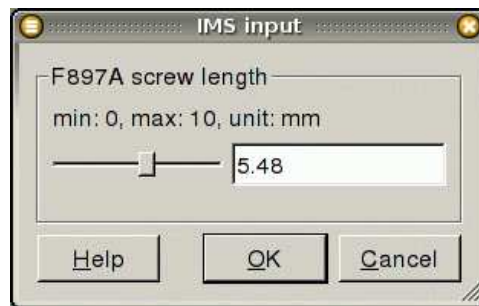 IMS input
F897A screw length
min: 0, max: 10, unit: mm
5.48
Help OK Cancel